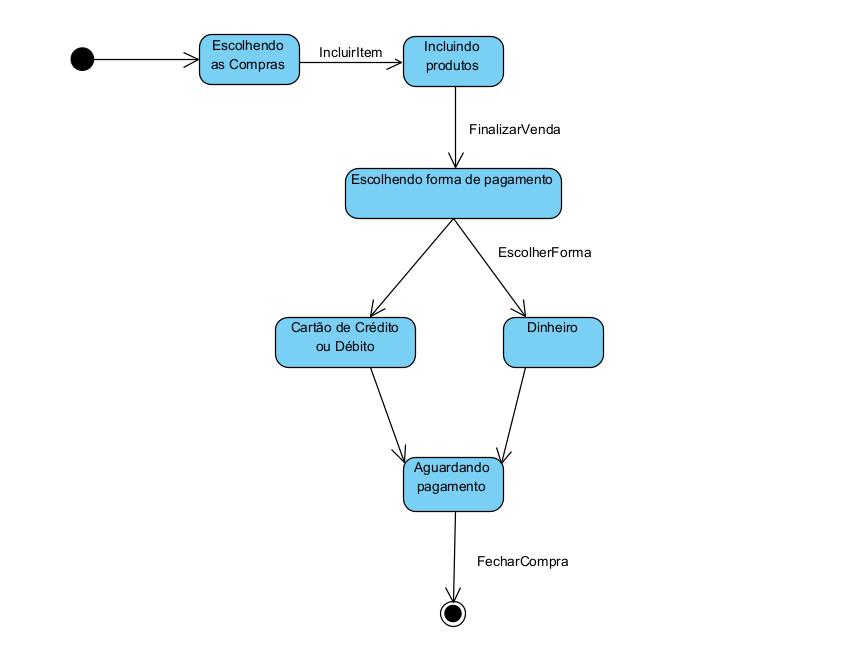 Escolhendo
as Compras
IncluirItem
Incluindo
produtos
FinalizarVenda
Escolhendo forma de pagamento
EscolherForma
Cartão de Crédito
ou Débito
Dinheiro
Aguardando
pagamento
FecharCompra